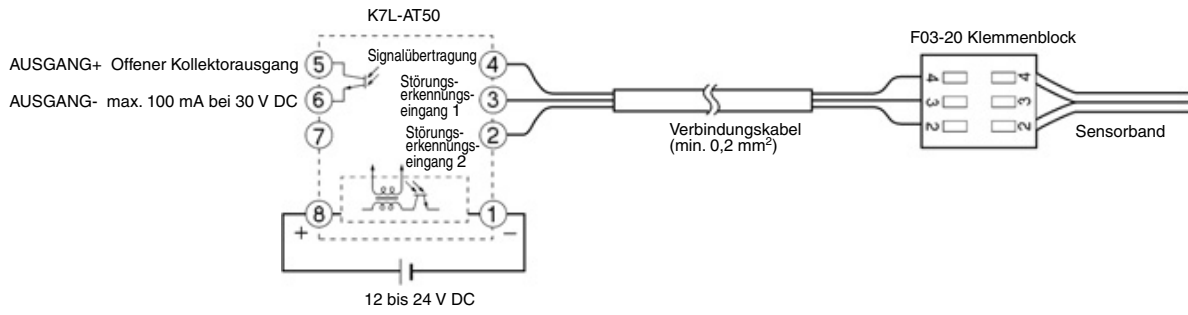 K7L-AT50
F03-20 Klemmenblock
AUSGANG+ Offener Kollektorausgang
5
Signalübertragung
4
AUSGANG- max. 100 mA bei 30 V DC
6
Störungs-
erkennungs-
eingang 1
3
7
Störungs-
erkennungs-
eingang 2
2
8
1
+
–
12 bis 24 V DC
Verbindungskabel
(min. 0,2 mm²)
4
4
3
3
2
2
Sensorband